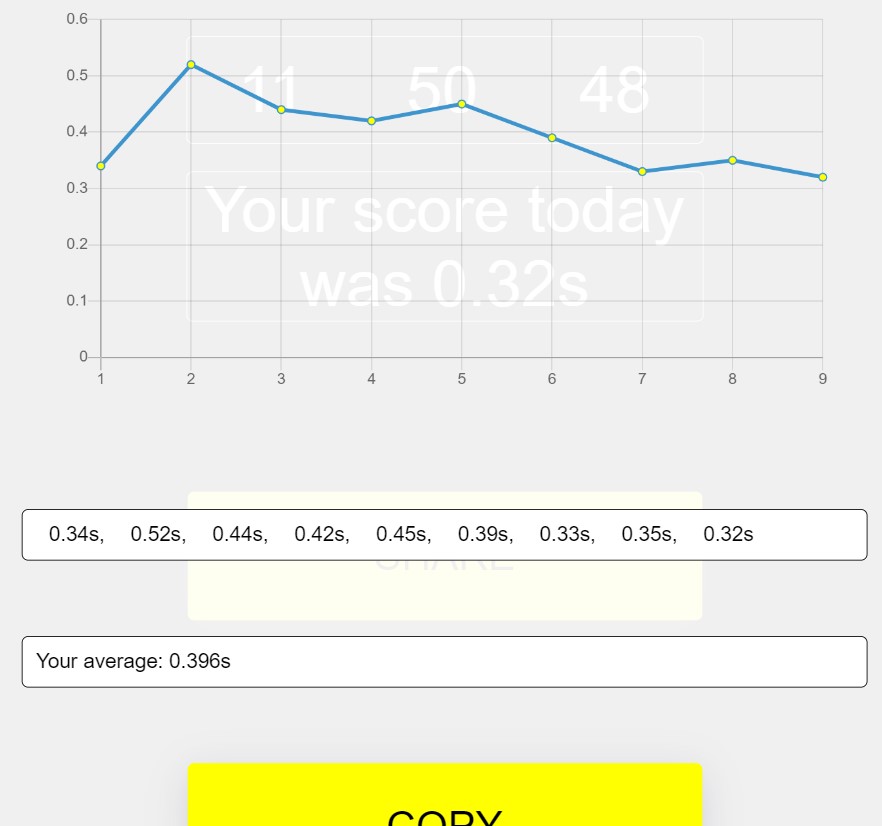 0.6
11 50 48
0.5
0.4
0.3
Your score today
0.2
was 0.32s
0.1
0
1 2 3 4 5 6 7 8 9
0.34s, 0.52s, 0.44s, 0.42s, 0.45s, 0.39s, 0.33s, 0.35s, 0.32s
SHARE
Your average: 0.396s
COPY